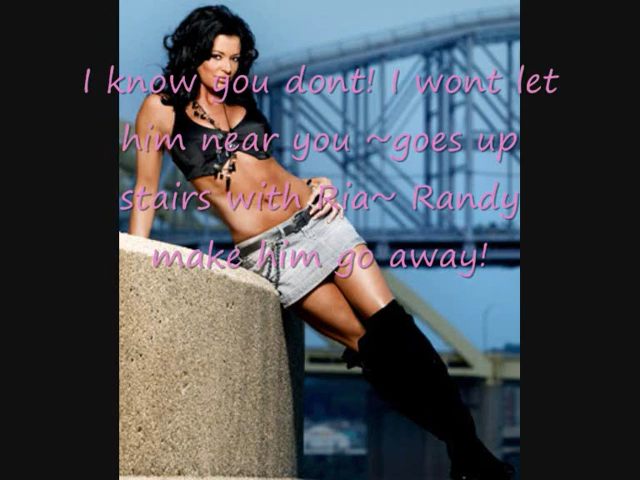 I know you dont! I wont let
him near you ~goes up
stairs with Ria~ Randy
make him go away!